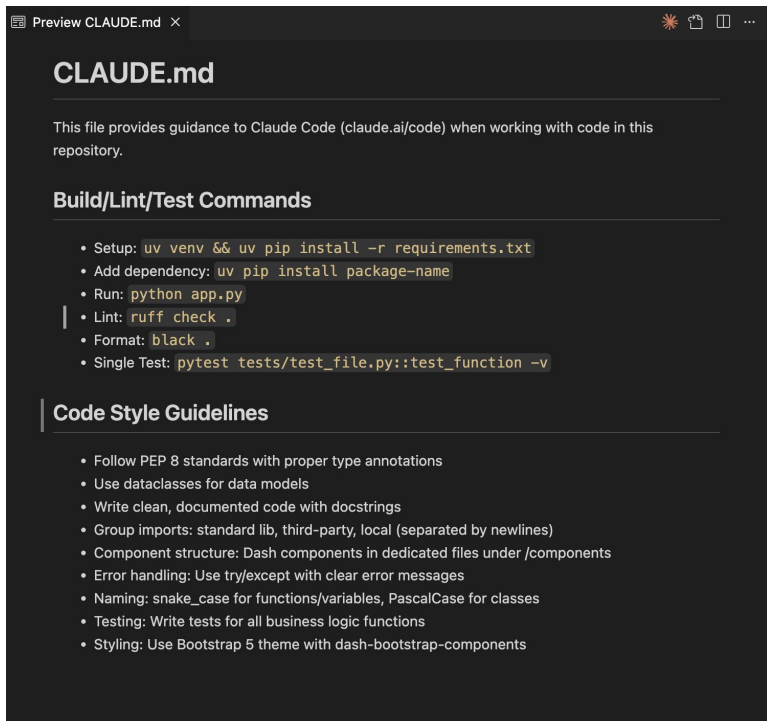 Preview CLAUDE.md
CLAUDE.md
This file provides guidance to Claude Code (claude.ai/code) when working with code in this
repository.
Build/Lint/Test Commands
• Setup: uv venv && uv pip install -r requirements.txt
• Add dependency: uv pip install package-name
• Run: python app.py
• Lint: ruff check .
• Format: black .
• Single Test: pytest tests/test_file.py::test_function -v
Code Style Guidelines
• Follow PEP 8 standards with proper type annotations
• Use dataclasses for data models
• Write clean, documented code with docstrings
• Group imports: standard lib, third-party, local (separated by newlines)
• Component structure: Dash components in dedicated files under /components
• Error handling: Use try/except with clear error messages
• Naming: snake_case for functions/variables, PascalCase for classes
• Testing: Write tests for all business logic functions
• Styling: Use Bootstrap 5 theme with dash-bootstrap-components